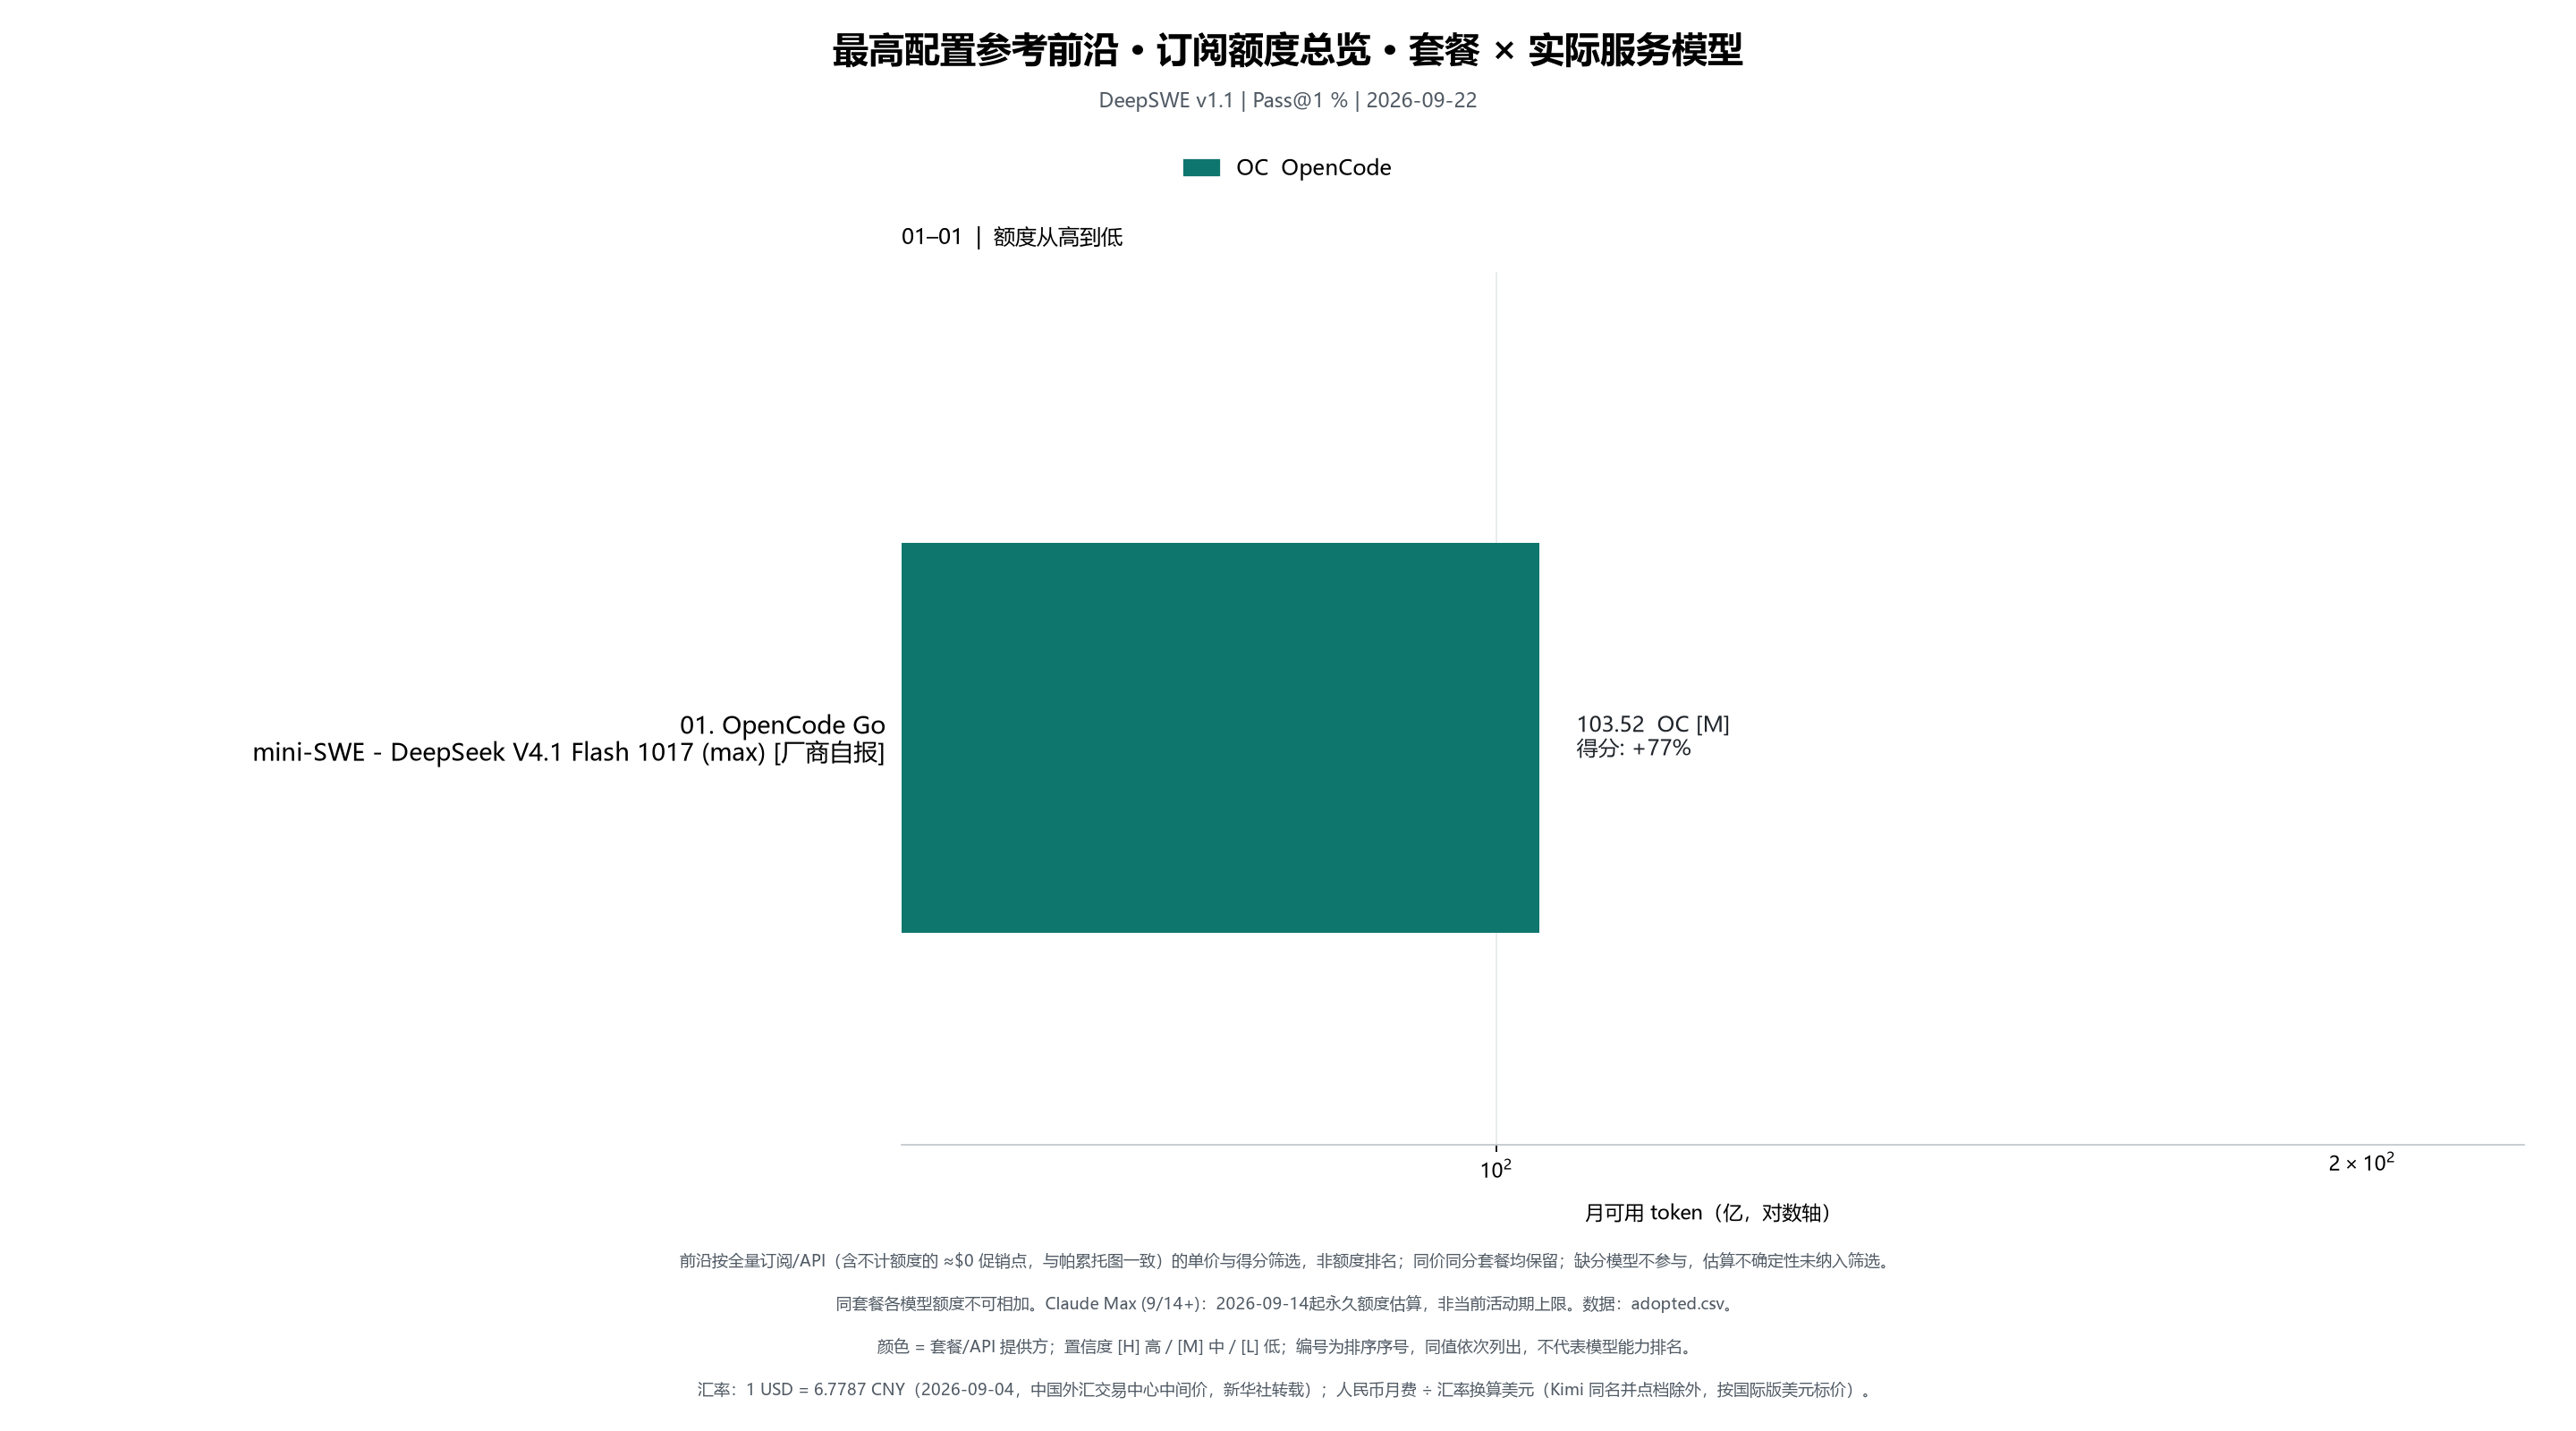 最高配置参考前沿 • 订阅额度总览 • 套餐 × 实际服务模型
DeepSWE v1.1 | Pass@1 % | 2026-09-22
OC  OpenCode
01–01 | 额度从高到低
01. OpenCode Go
mini-SWE - DeepSeek V4.1 Flash 1017 (max) [厂商自报]
103.52  OC [M]
得分: +77%
10²
2 × 10²
月可用 token（亿，对数轴）
前沿按全量订阅/API（含不计额度的 ≈$0 促销点，与帕累托图一致）的单价与得分筛选，非额度排名；同价同分套餐均保留；缺分模型不参与，估算不确定性未纳入筛选。
同套餐各模型额度不可相加。Claude Max (9/14+)：2026-09-14起永久额度估算，非当前活动期上限。数据：adopted.csv。
颜色 = 套餐/API 提供方；置信度 [H] 高 / [M] 中 / [L] 低；编号为排序序号，同值依次列出，不代表模型能力排名。
汇率：1 USD = 6.7787 CNY（2026-09-04，中国外汇交易中心中间价，新华社转载）；人民币月费 ÷ 汇率换算美元（Kimi 同名并点档除外，按国际版美元标价）。